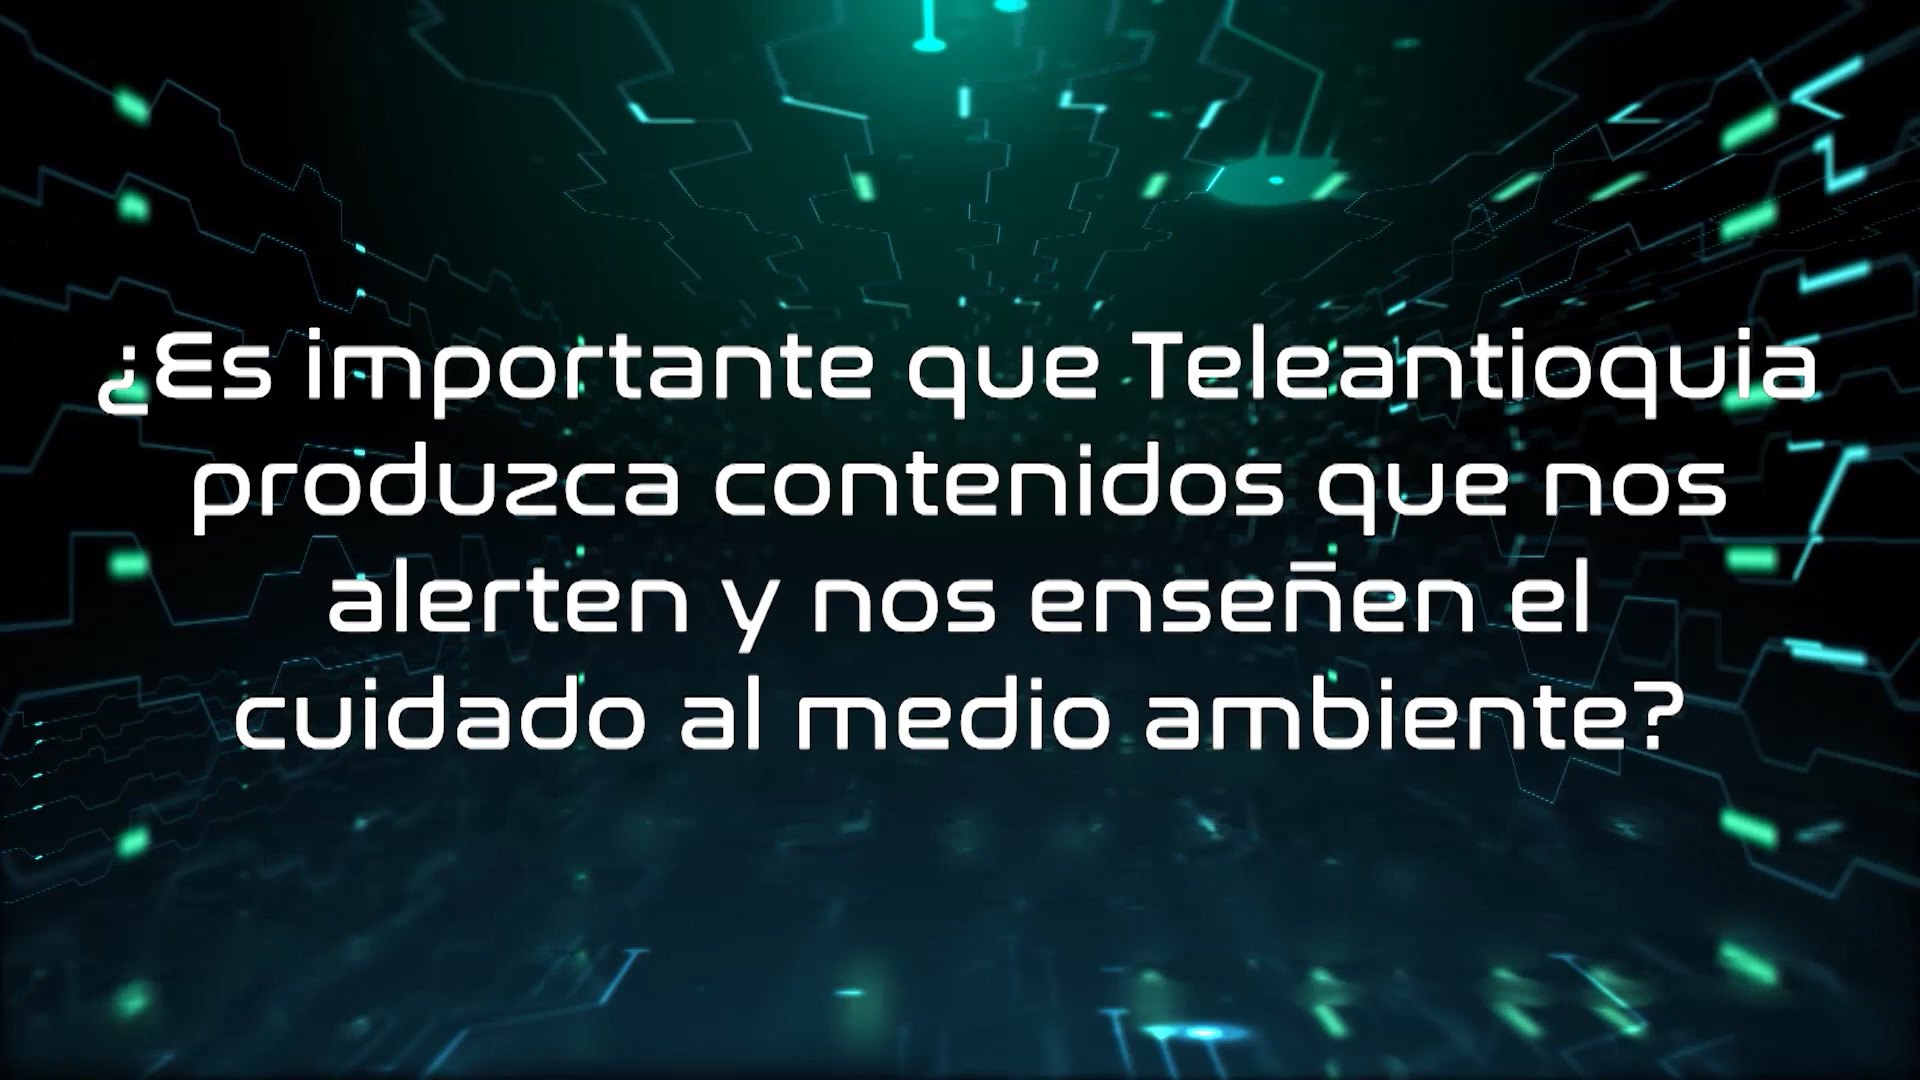 ¿Es importante que Teleantioquia
produzca contenidos que nos
alerten y nos enseñen el
cuidado al medio ambiente?